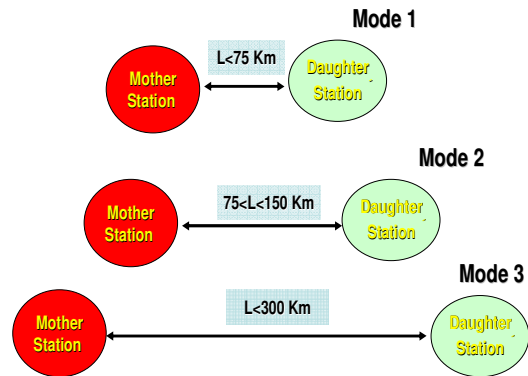 Mode 1
L<75 Km
Mother
Station
Daughter
Station
Mode 2
75<L<150 Km
Mother
Station
Daughter
Station
Mode 3
L<300 Km
Mother
Station
Daughter
Station